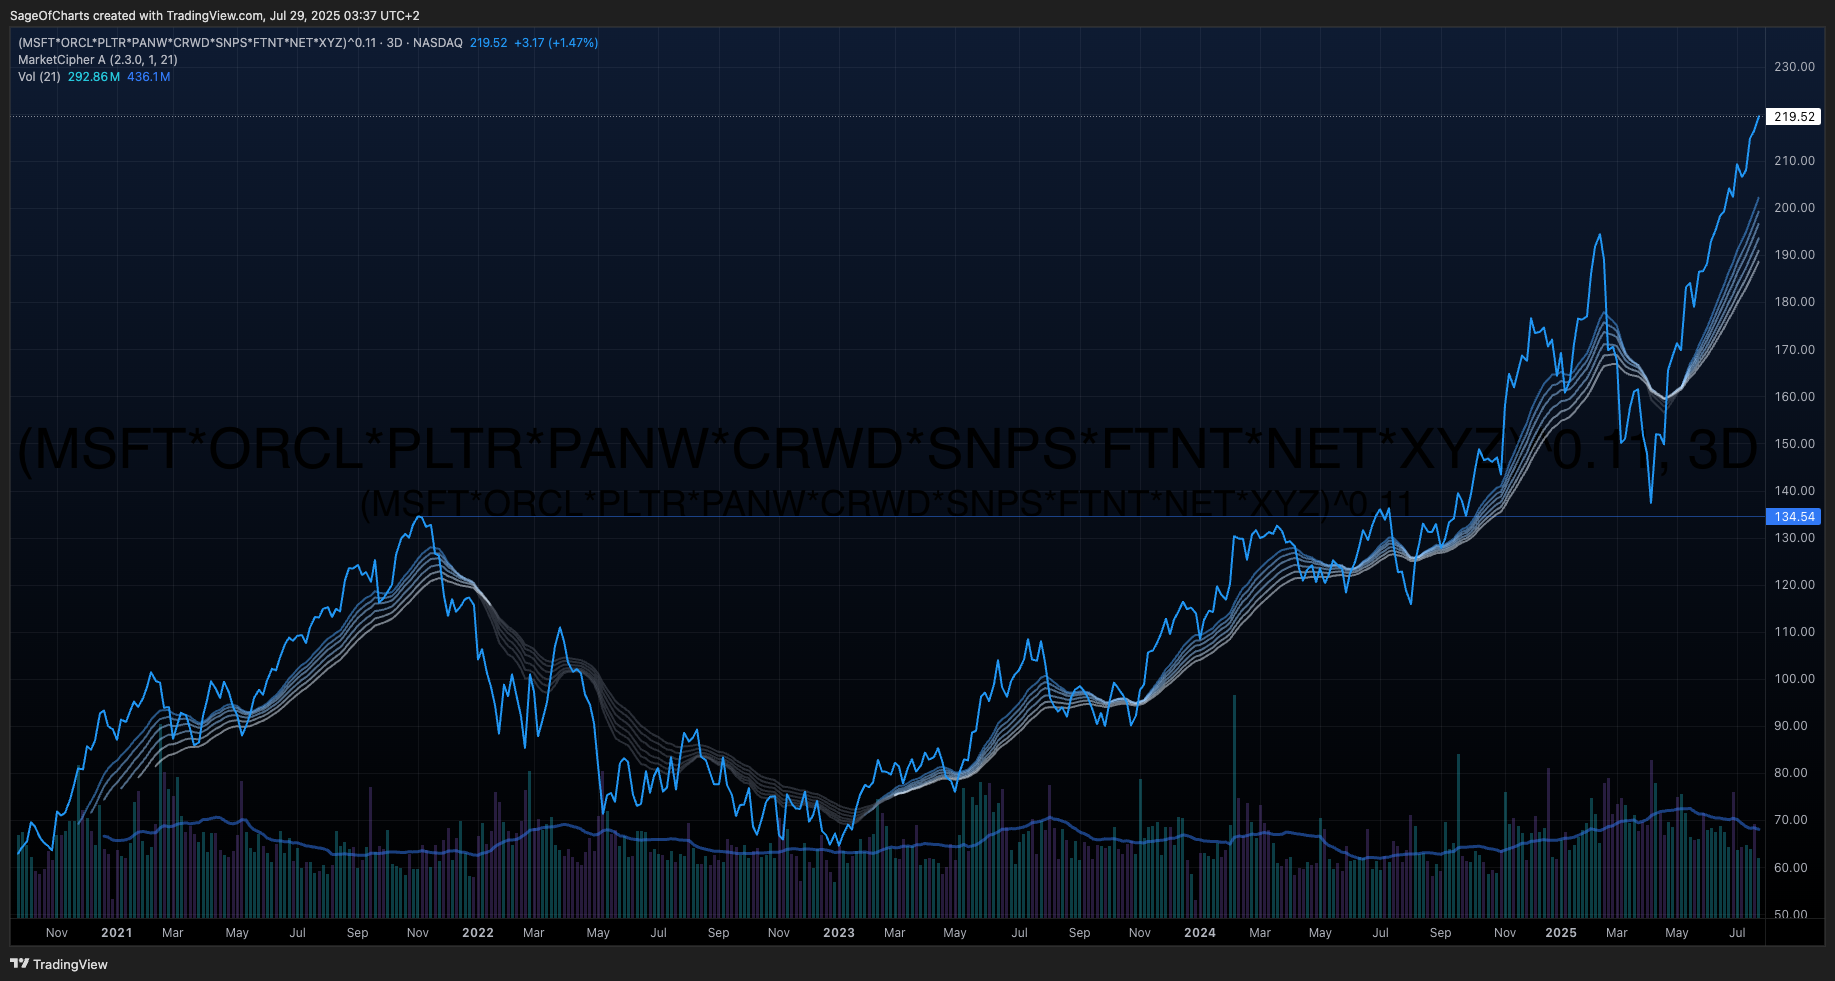 SageOfCharts created with TradingView.com, Jul 29, 2025 03:37 UTC+2
(MSFT*ORCL*PLTR*PANW*CRWD*SNPS*FTNT*NET*XYZ)^0.11 · 3D · NASDAQ 219.52 +3.17 (+1.47%)
MarketCipher A (2.3.0, 1, 21)
Vol (21) 292.86M 436.1M
230.00
219.52
210.00
200.00
190.00
180.00
170.00
160.00
(MSFT*ORCL*PLTR*PANW*CRWD*SNPS*FTNT*NET*XYZ)^0.11, 3D
150.00
(MSFT*ORCL*PLTR*PANW*CRWD*SNPS*FTNT*NET*XYZ)^0.11
140.00
134.54
130.00
120.00
110.00
100.00
90.00
80.00
70.00
60.00
50.00
Nov 2021 Mar May Jul Sep Nov 2022 Mar May Jul Sep Nov 2023 Mar May Jul Sep Nov 2024 Mar May Jul Sep Nov 2025 Mar May Jul
TradingView